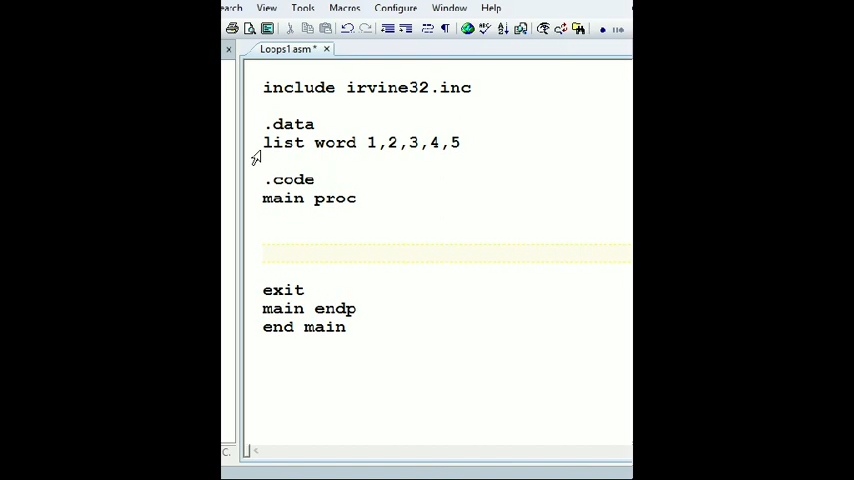 earch View Tools Macros Configure Window Help
Loops1.asm *
include irvine32.inc
.data
list word 1,2,3,4,5
.code
main proc
exit
main endp
end main
C.